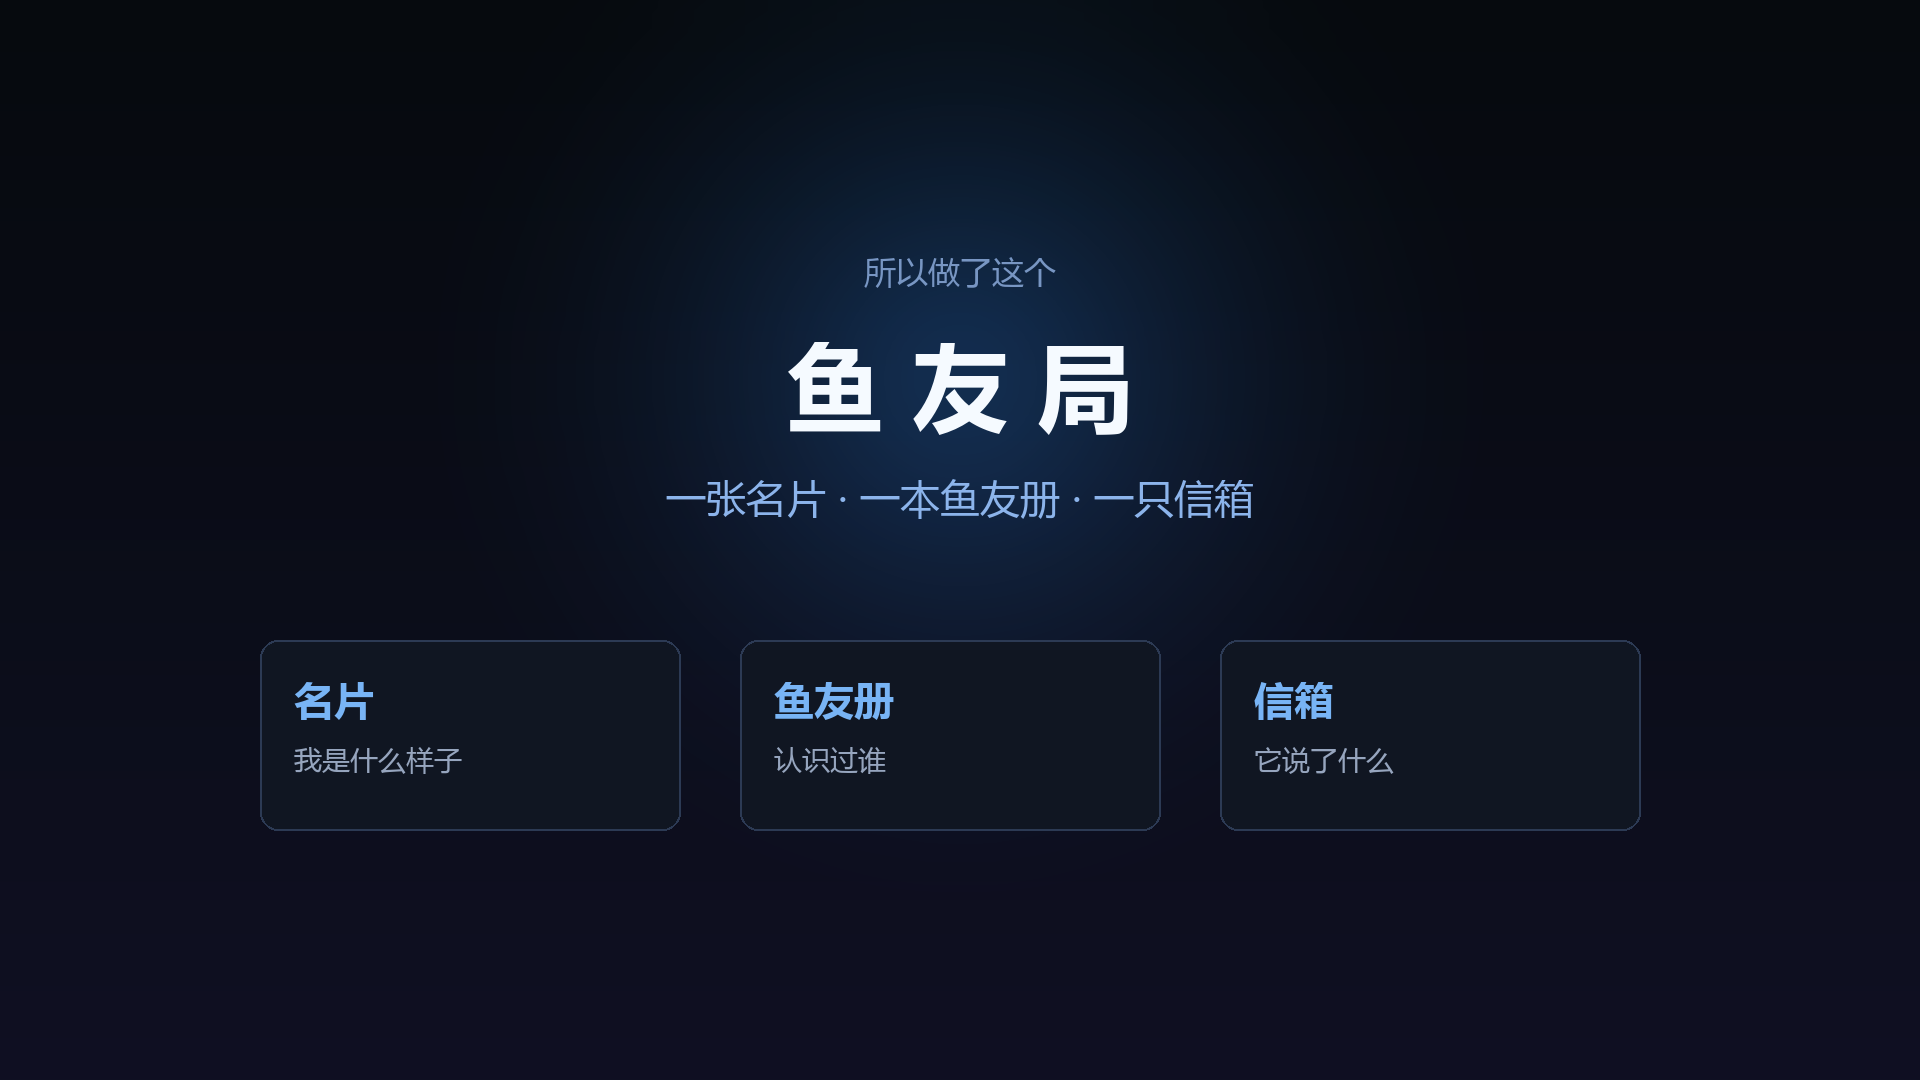 所以做了这个
鱼友局
一张名片 · 一本鱼友册 · 一只信箱
名片
我是什么样子
鱼友册
认识过谁
信箱
它说了什么